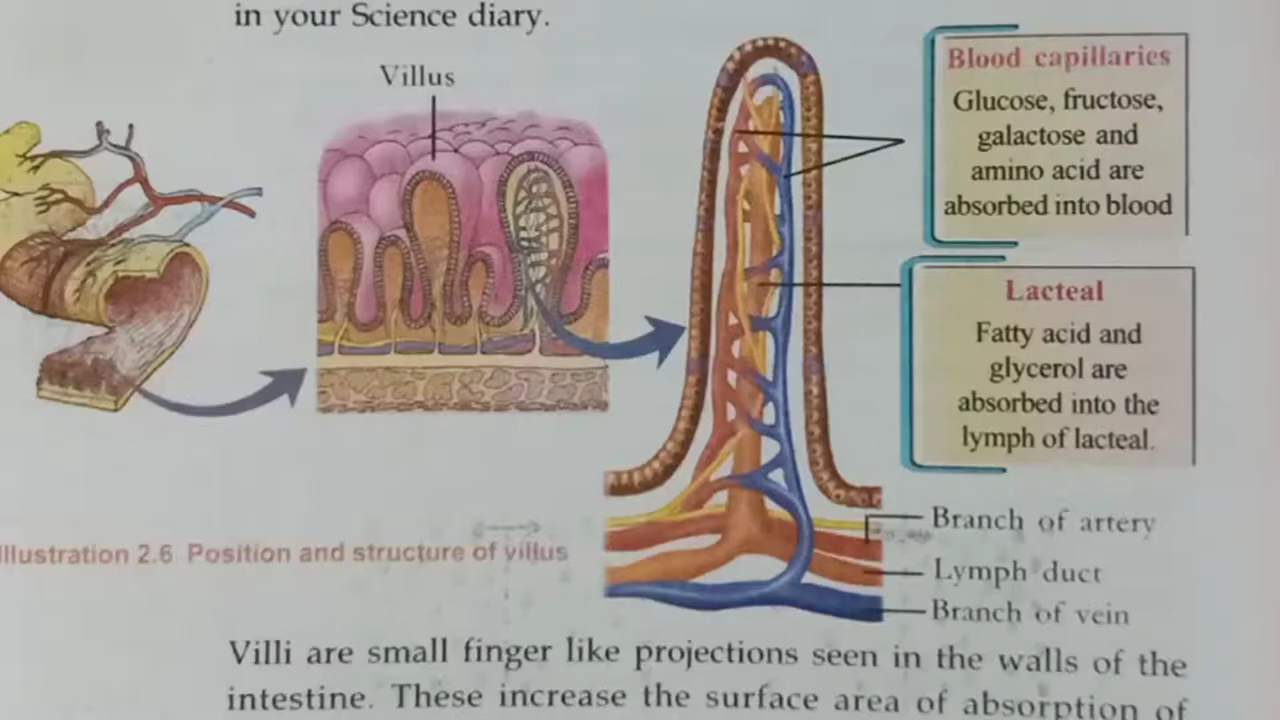 in your Science diary.
Villus
Blood capillaries
Glucose, fructose,
galactose and
amino acid are
absorbed into blood
Lacteal
Fatty acid and
glycerol are
absorbed into the
lymph of lacteal.
Branch of artery
Lymph duct
Branch of vein
Illustration 2.6 Position and structure of villus
Villi are small finger like projections seen in the walls of the
intestine. These increase the surface area of absorption of